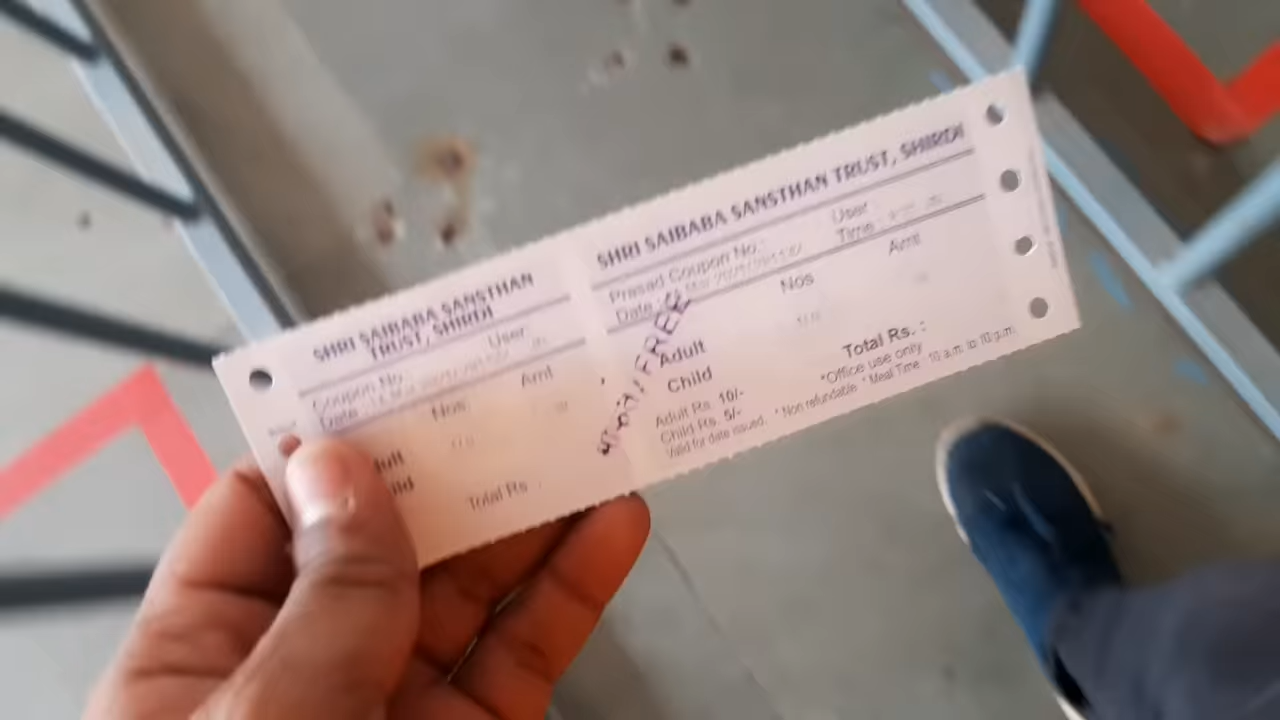 SHRI SAIBABA SANSTHAN
TRUST, SHIRDI
User
Coupon No.:
Date :
Nos.
Amt
Total Rs
SHRI SAIBABA SANSTHAN TRUST, SHIRDI
Prasad Coupon No.:
User
Date :
Time :
Nos
Amt
FREE
Adult
Child
Total Rs. :
Adult Rs. 10/-
*Office use only
Child Rs. 5/-
Valid for date issued. * Non refundable * Meal Time : 10 a.m. to 10 p.m.